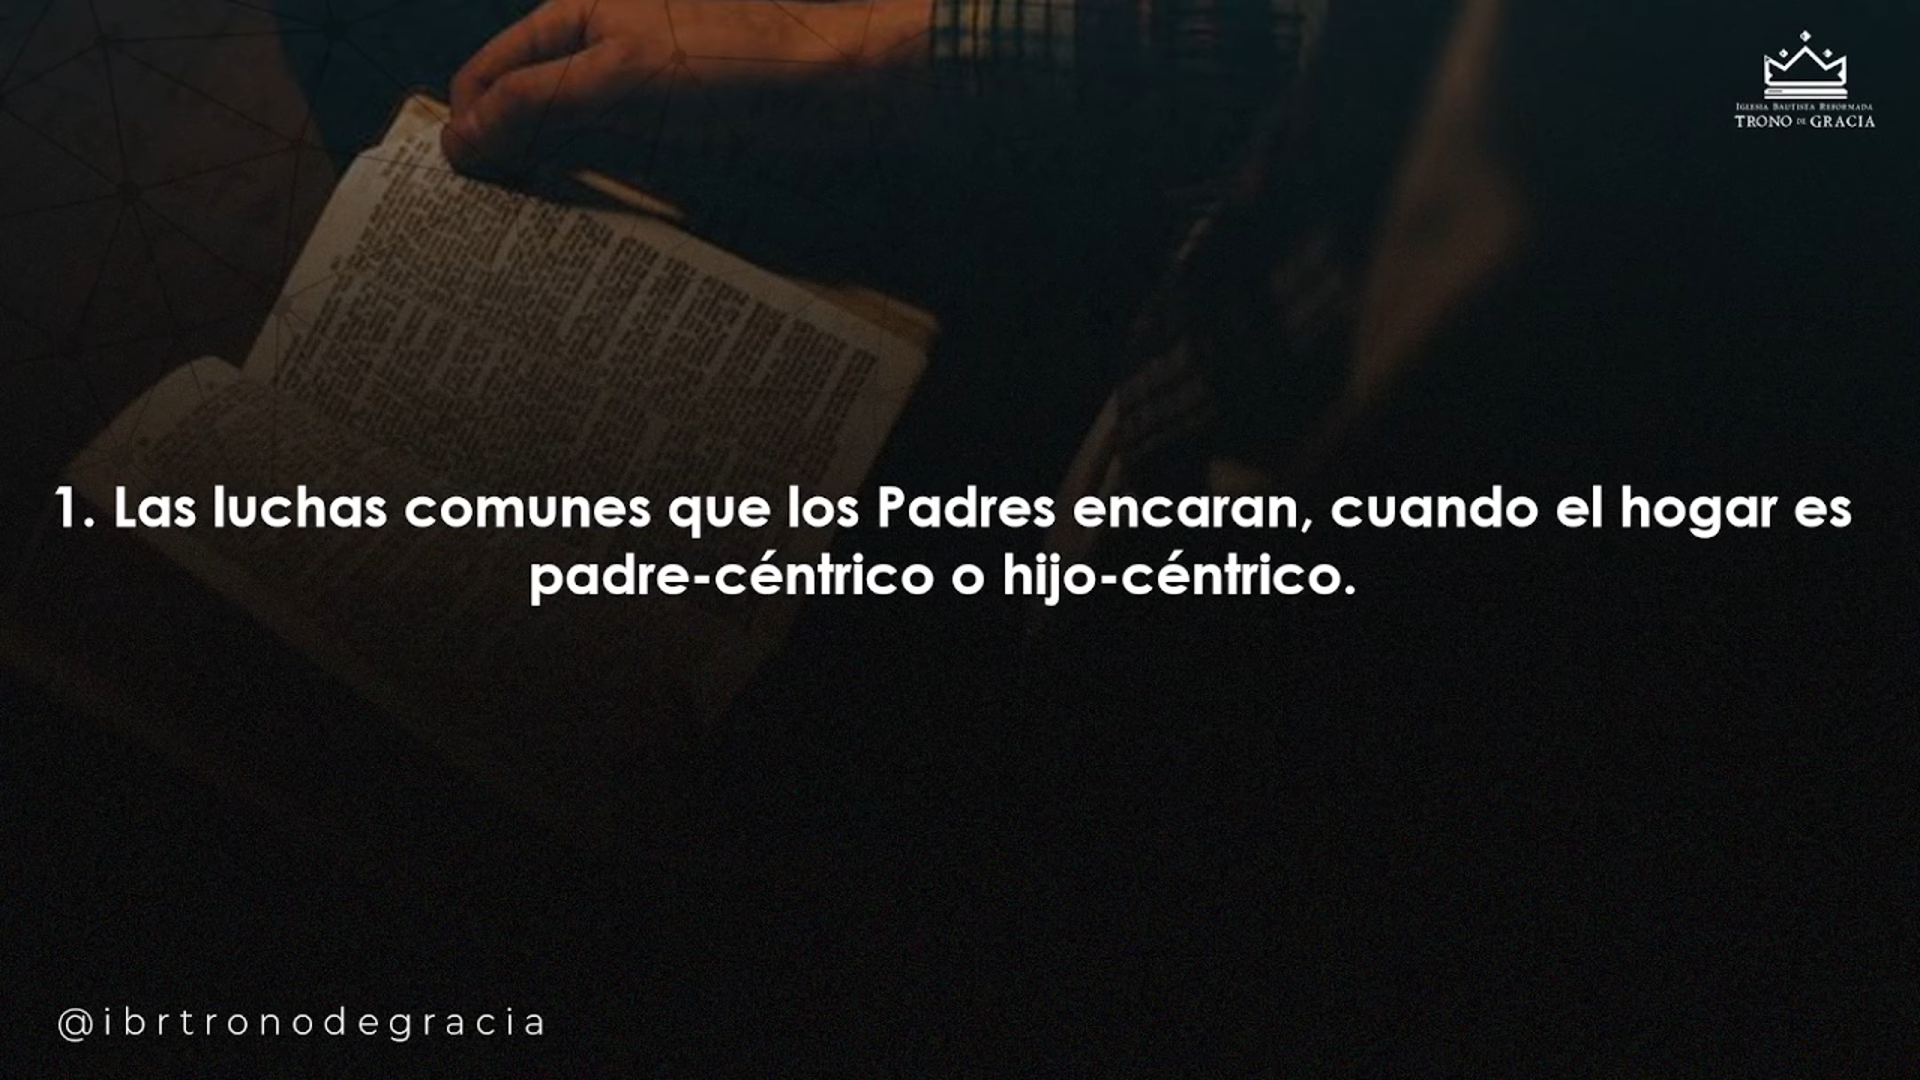 IGLESIA BAUTISTA REFORMADA
TRONO DE GRACIA
1. Las luchas comunes que los Padres encaran, cuando el hogar es
padre-céntrico o hijo-céntrico.
@ibrtronodegracia